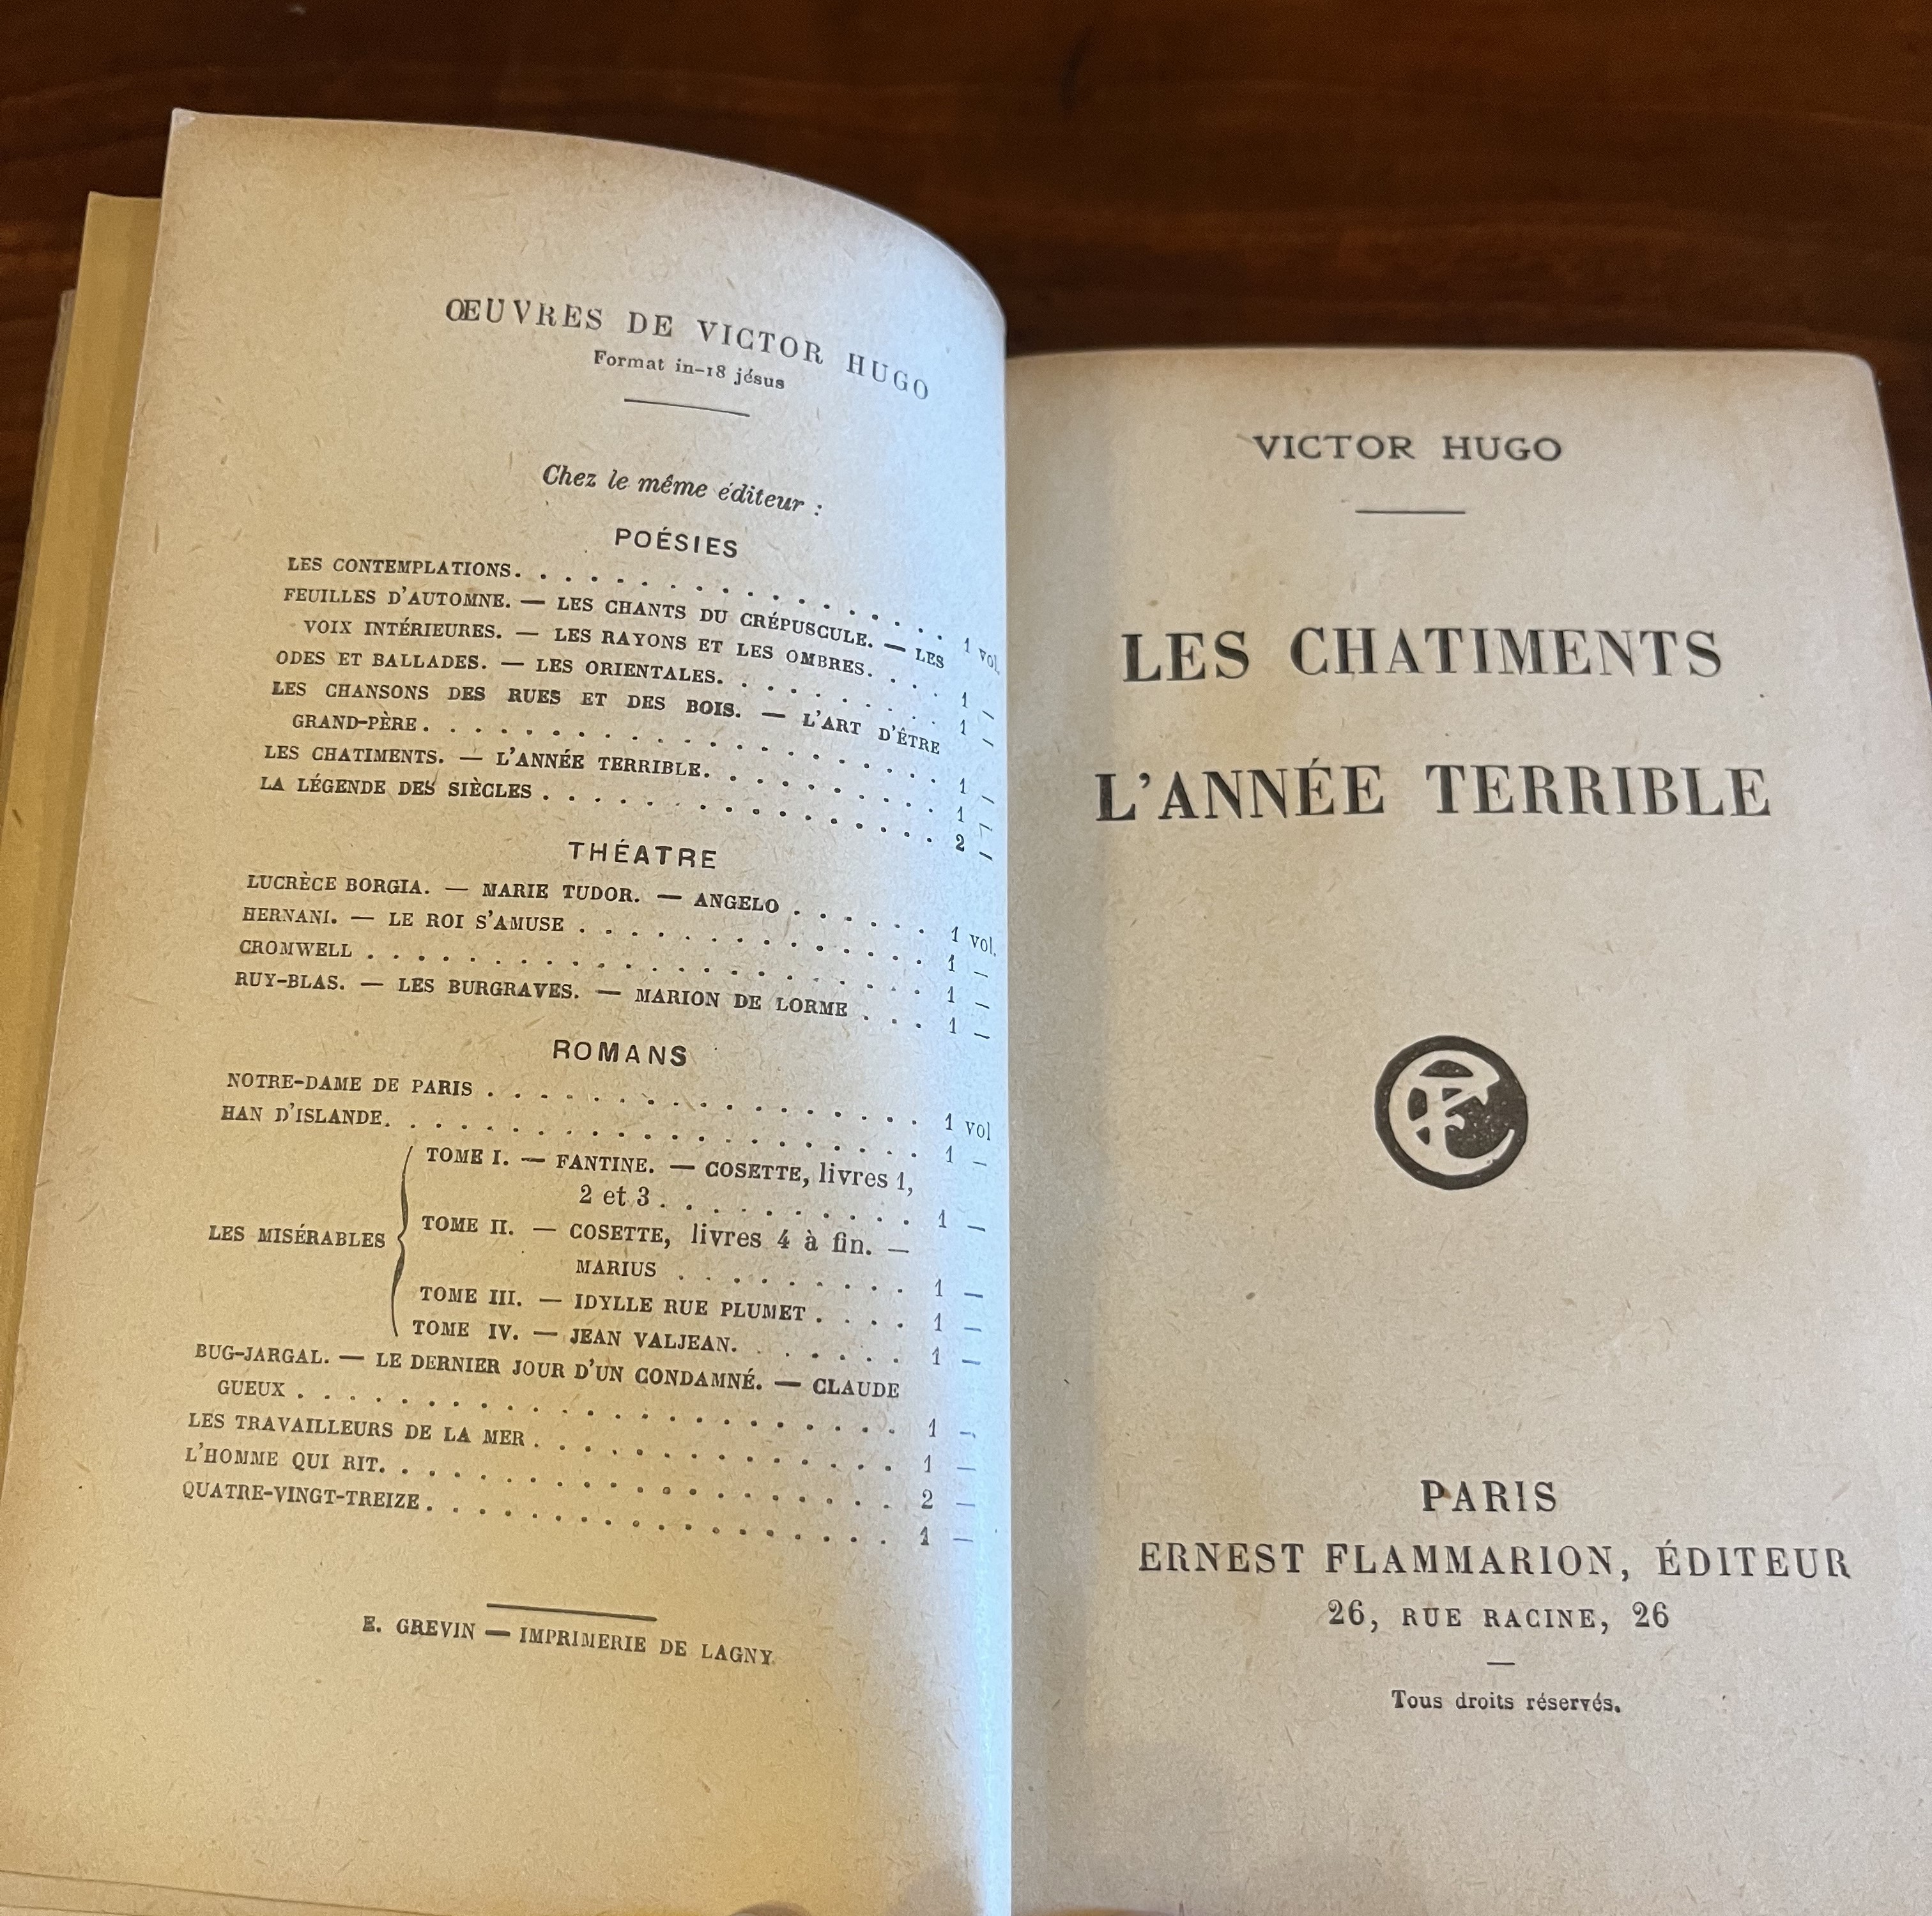 ŒUVRES DE VICTOR HUGO
Format in-18 jésus
Chez le même éditeur :
POÉSIES
LES CONTEMPLATIONS. . . . . . . . . . . . . . . . . . 1 vol.
FEUILLES D'AUTOMNE. — LES CHANTS DU CRÉPUSCULE. — LES
VOIX INTÉRIEURES. — LES RAYONS ET LES OMBRES. . . . 1 —
ODES ET BALLADES. — LES ORIENTALES. . . . . . . . . 1 —
LES CHANSONS DES RUES ET DES BOIS. — L'ART D'ÊTRE
GRAND-PÈRE. . . . . . . . . . . . . . . . . . . . . 1 —
LES CHATIMENTS. — L'ANNÉE TERRIBLE. . . . . . . . . . 1 —
LA LÉGENDE DES SIÈCLES . . . . . . . . . . . . . . . . 2 —
THÉATRE
LUCRÈCE BORGIA. — MARIE TUDOR. — ANGELO . . . . . . 1 vol.
HERNANI. — LE ROI S'AMUSE . . . . . . . . . . . . . . 1 —
CROMWELL . . . . . . . . . . . . . . . . . . . . . . 1 —
RUY-BLAS. — LES BURGRAVES. — MARION DE LORME . . . 1 —
ROMANS
NOTRE-DAME DE PARIS . . . . . . . . . . . . . . . . . 1 vol
HAN D'ISLANDE. . . . . . . . . . . . . . . . . . . . . 1 —
TOME I. — FANTINE. — COSETTE, livres 1,
2 et 3 . . . . . . . . . . 1 —
LES MISÉRABLES TOME II. — COSETTE, livres 4 à fin. —
MARIUS . . . . . . . . . 1 —
TOME III. — IDYLLE RUE PLUMET . . . . 1 —
TOME IV. — JEAN VALJEAN. . . . . . . 1 —
BUG-JARGAL. — LE DERNIER JOUR D'UN CONDAMNÉ. — CLAUDE
GUEUX . . . . . . . . . . . . . . . . . . . . . . . . 1 —
LES TRAVAILLEURS DE LA MER . . . . . . . . . . . . . . 1 —
L'HOMME QUI RIT. . . . . . . . . . . . . . . . . . . . 2 —
QUATRE-VINGT-TREIZE . . . . . . . . . . . . . . . . . . 1 —
E. GREVIN — IMPRIMERIE DE LAGNY
VICTOR HUGO
LES CHATIMENTS
L'ANNÉE TERRIBLE
PARIS
ERNEST FLAMMARION, ÉDITEUR
26, RUE RACINE, 26
Tous droits réservés.